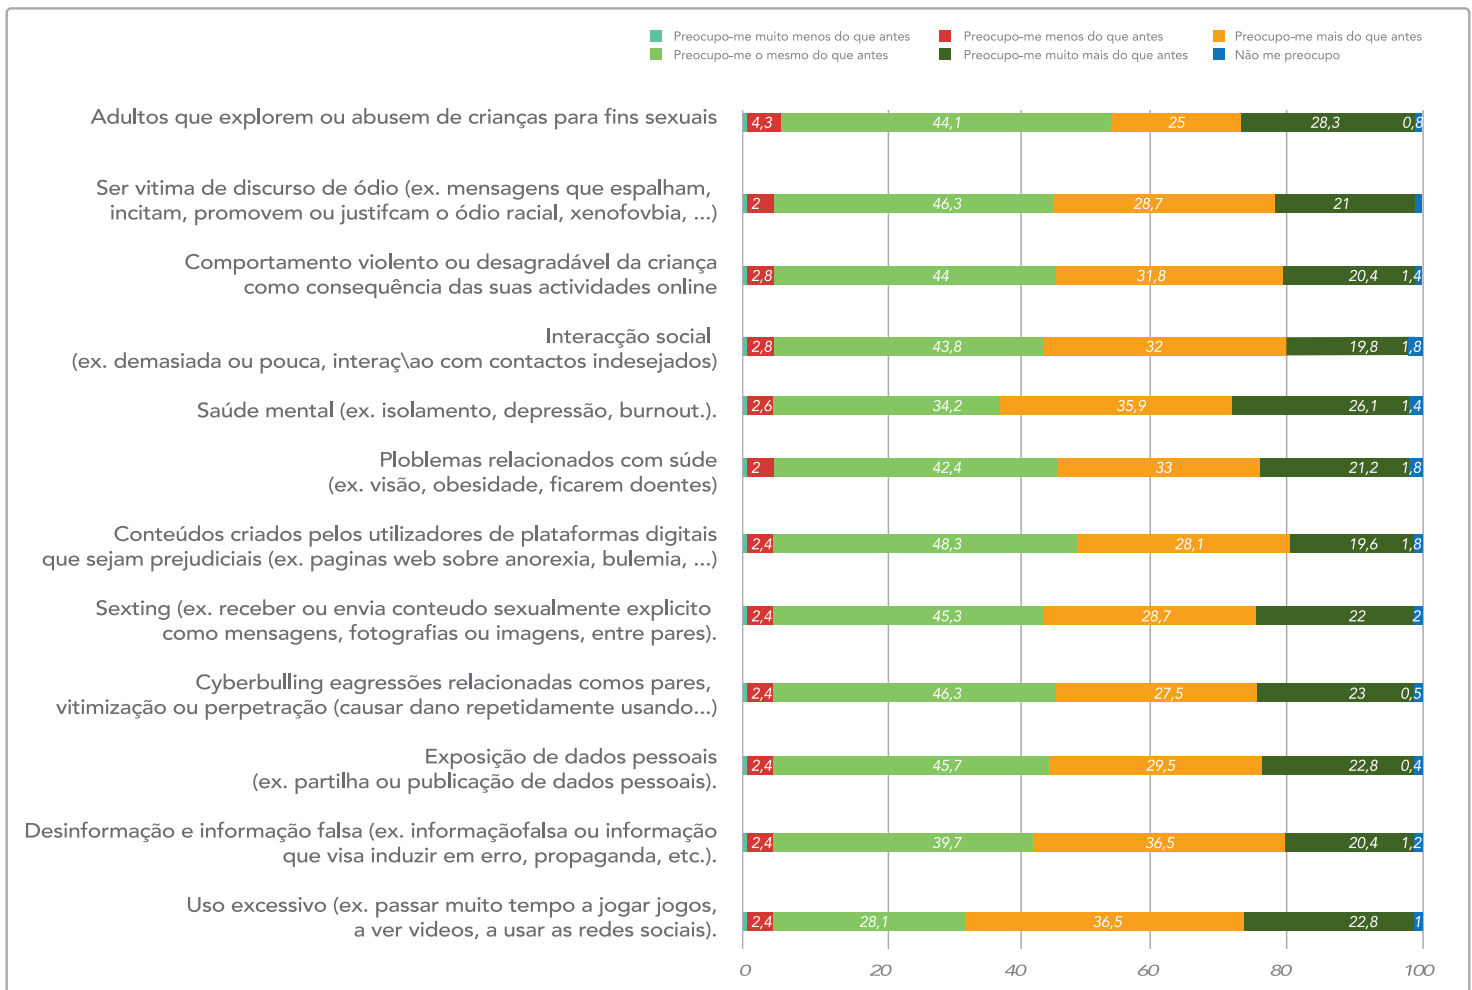 Preocupo-me muito menos do que antes
Preocupo-me menos do que antes
Preocupo-me mais do que antes
Preocupo-me o mesmo do que antes
Preocupo-me muito mais do que antes
Não me preocupo
Adultos que explorem ou abusem de crianças para fins sexuais
4,3 44,1 25 28,3 0,8
Ser vitima de discurso de ódio (ex. mensagens que espalham,
incitam, promovem ou justifcam o ódio racial, xenofovbia, ...)
2 46,3 28,7 21
Comportamento violento ou desagradável da criança
como consequência das suas actividades online
2,8 44 31,8 20,4 1,4
Interacção social
(ex. demasiada ou pouca, interaç\ao com contactos indesejados)
2,8 43,8 32 19,8 1,8
Saúde mental (ex. isolamento, depressão, burnout.).
2,6 34,2 35,9 26,1 1,4
Ploblemas relacionados com súde
(ex. visão, obesidade, ficarem doentes)
2 42,4 33 21,2 1,8
Conteúdos criados pelos utilizadores de plataformas digitais
que sejam prejudiciais (ex. paginas web sobre anorexia, bulemia, ...)
2,4 48,3 28,1 19,6 1,8
Sexting (ex. receber ou envia conteudo sexualmente explicito
como mensagens, fotografias ou imagens, entre pares).
2,4 45,3 28,7 22 2
Cyberbulling eagressões relacionadas comos pares,
vitimização ou perpetração (causar dano repetidamente usando...)
2,4 46,3 27,5 23 0,5
Exposição de dados pessoais
(ex. partilha ou publicação de dados pessoais).
2,4 45,7 29,5 22,8 0,4
Desinformação e informação falsa (ex. informaçãofalsa ou informação
que visa induzir em erro, propaganda, etc.).
2,4 39,7 36,5 20,4 1,2
Uso excessivo (ex. passar muito tempo a jogar jogos,
a ver videos, a usar as redes sociais).
2,4 28,1 36,5 22,8 1
0 20 40 60 80 100